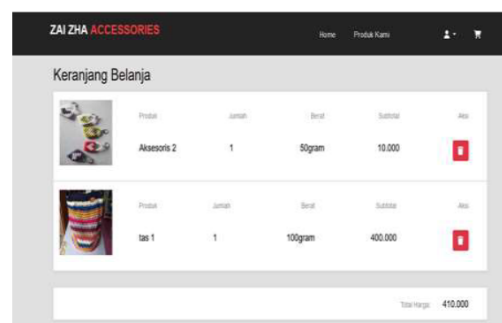 ZAI ZHA ACCESSORIES Home Produk Kami
Keranjang Belanja
Produk Jumlah Berat Subtotal Aksi
Aksesoris 2 1 50gram 10.000
Produk Jumlah Berat Subtotal Aksi
tas 1 1 100gram 400.000
Total Harga: 410.000